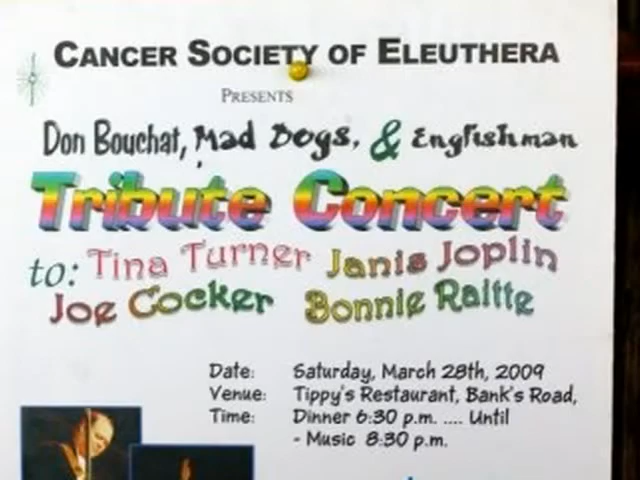 CANCER SOCIETY OF ELEUTHERA
PRESENTS
Don Bouchat, Mad Dogs, & Englishman
Tribute Concert
to: Tina Turner Janis Joplin
Joe Cocker Bonnie Raitte
Date: Saturday, March 28th, 2009
Venue: Tippy's Restaurant, Bank's Road,
Time: Dinner 6:30 p.m. .... Until
- Music 8:30 p.m.